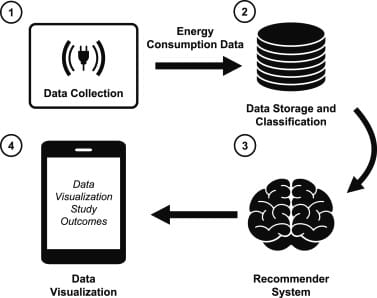 1
Data Collection
Energy
Consumption Data
2
Data Storage and
Classification
3
Recommender
System
4
Data
Visualization
Study
Outcomes
Data
Visualization